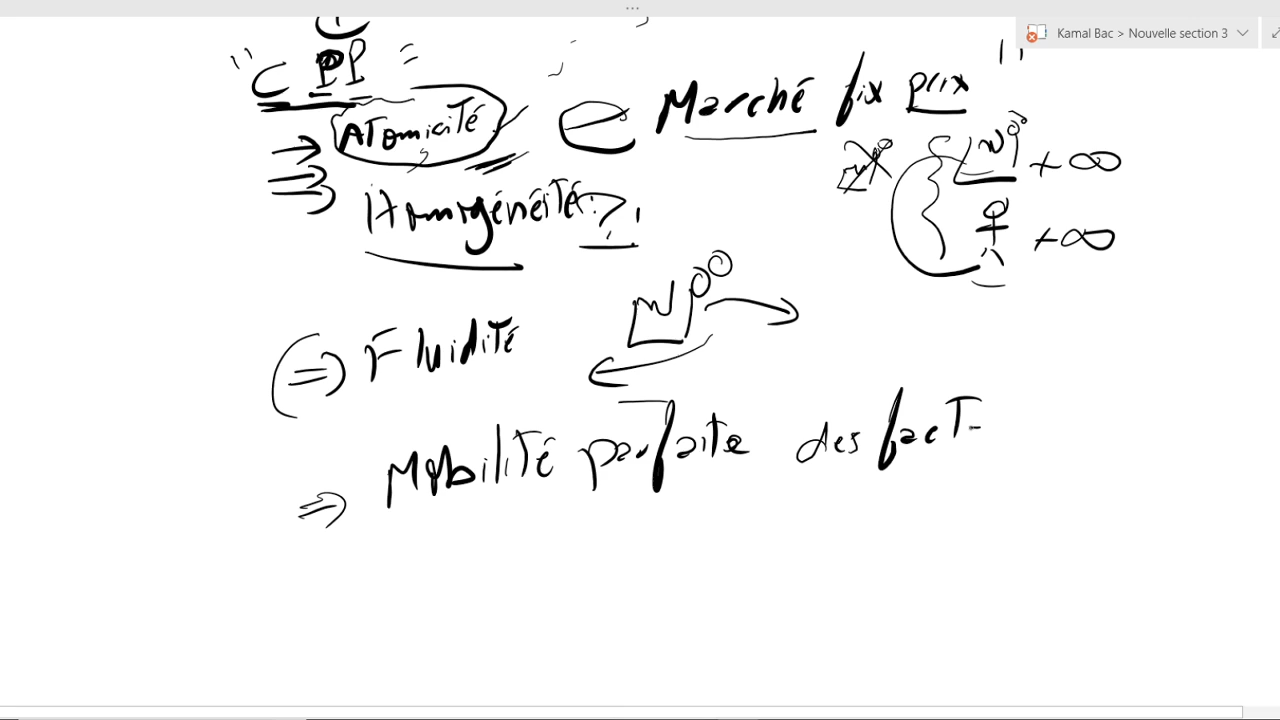 Kamal Bac > Nouvelle section 3
"CPP =
Marché fix prix"
ATomicité
+∞
Homogénéité?
+∞
=> Fluidité
=> Mobilité parfaite des facT-